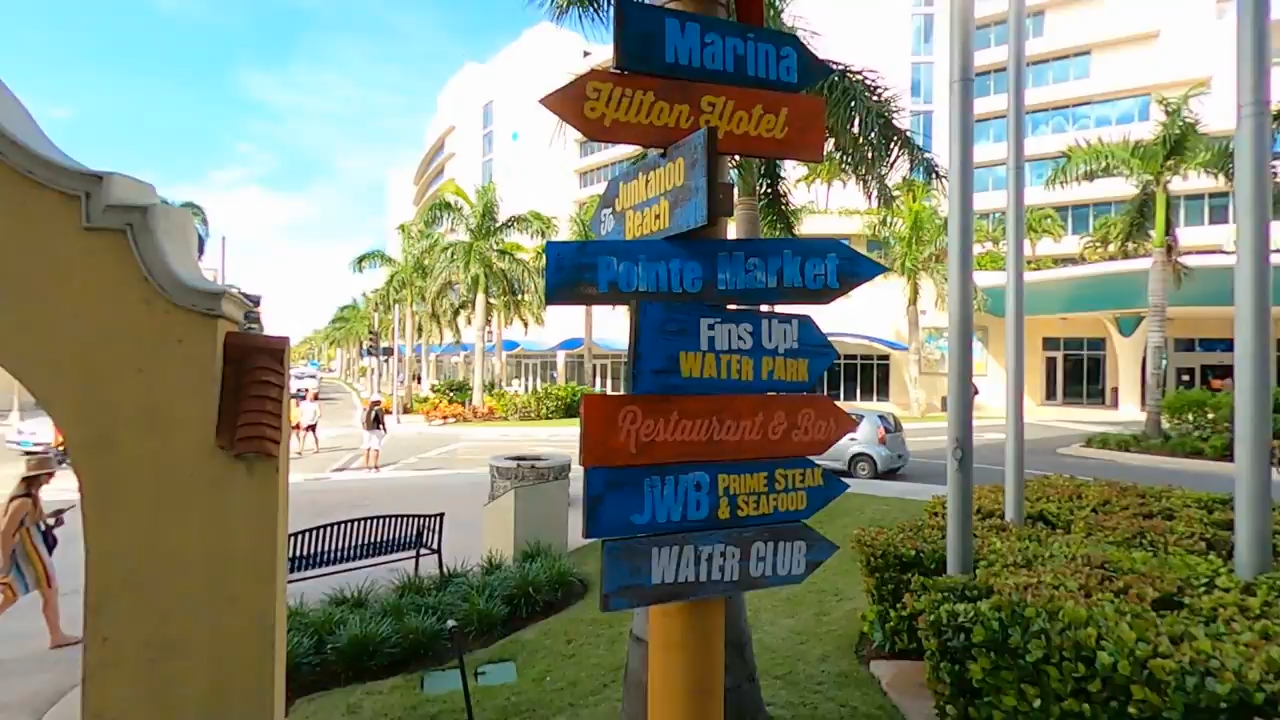 Marina
Hilton Hotel
To Junkanoo
Beach
Pointe Market
Fins Up!
WATER PARK
Restaurant & Bar
JWB PRIME STEAK
& SEAFOOD
WATER CLUB